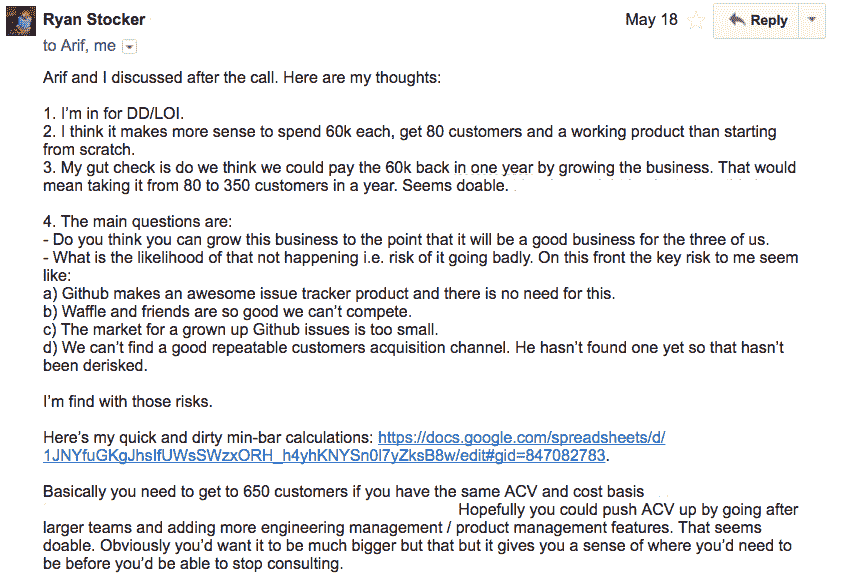 Ryan Stocker
May 18
Reply
to Arif, me
Arif and I discussed after the call. Here are my thoughts:
1. I'm in for DD/LOI.
2. I think it makes more sense to spend 60k each, get 80 customers and a working product than starting
from scratch.
3. My gut check is do we think we could pay the 60k back in one year by growing the business. That would
mean taking it from 80 to 350 customers in a year. Seems doable.
4. The main questions are:
- Do you think you can grow this business to the point that it will be a good business for the three of us.
- What is the likelihood of that not happening i.e. risk of it going badly. On this front the key risk to me seem
like:
a) Github makes an awesome issue tracker product and there is no need for this.
b) Waffle and friends are so good we can't compete.
c) The market for a grown up Github issues is too small.
d) We can't find a good repeatable customers acquisition channel. He hasn't found one yet so that hasn't
been derisked.
I'm find with those risks.
Here's my quick and dirty min-bar calculations: https://docs.google.com/spreadsheets/d/
1JNYfuGKgJhsIfUWsSWzxORH_h4yhKNYSn0I7yZksB8w/edit#gid=847082783.
Basically you need to get to 650 customers if you have the same ACV and cost basis
Hopefully you could push ACV up by going after
larger teams and adding more engineering management / product management features. That seems
doable. Obviously you'd want it to be much bigger but that but it gives you a sense of where you'd need to
be before you'd be able to stop consulting.